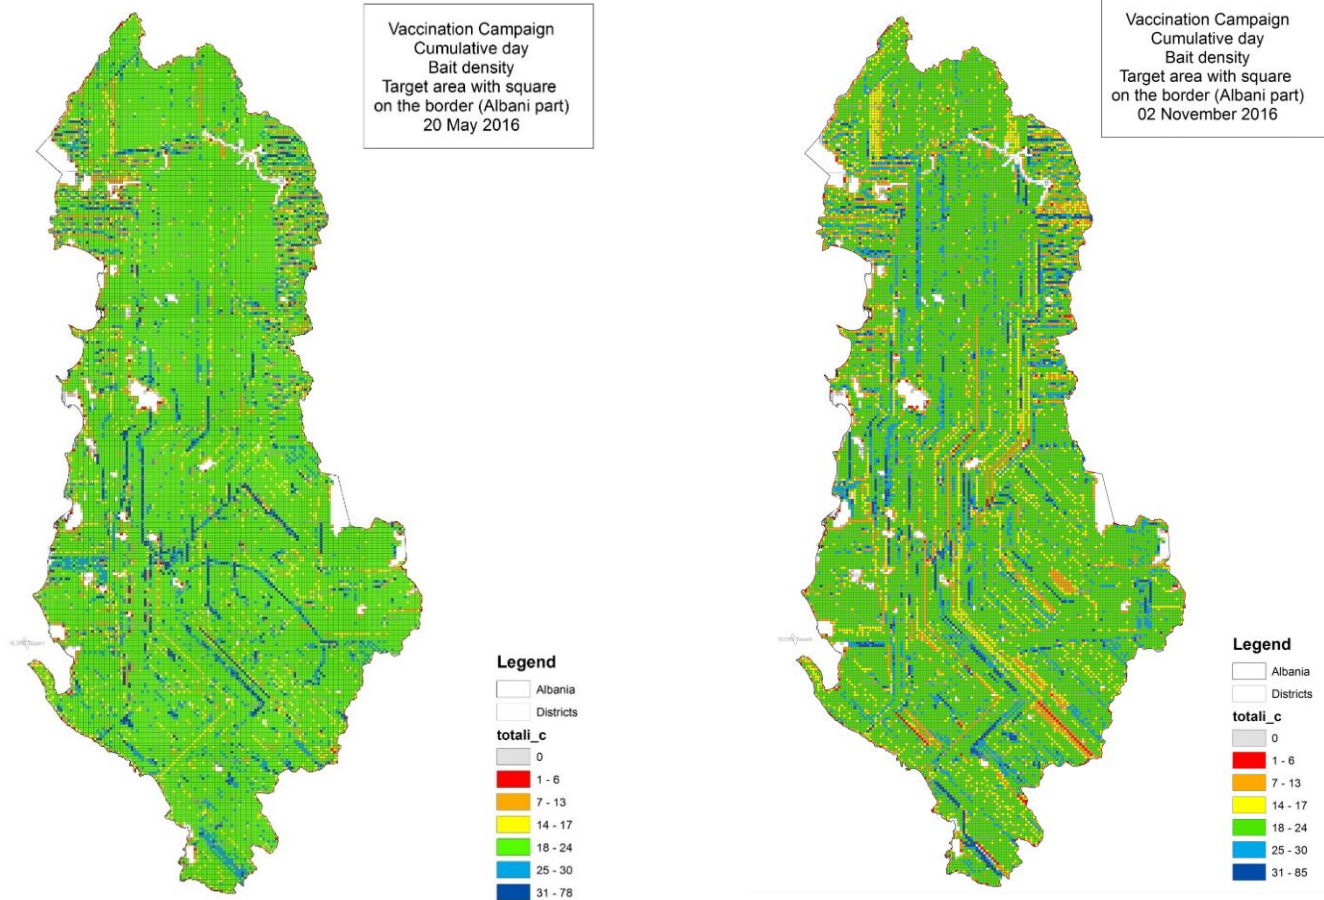 Vaccination Campaign
Cumulative day
Bait density
Target area with square
on the border (Albani part)
20 May 2016
Legend
Albania
Districts
totali_c
0
1 - 6
7 - 13
14 - 17
18 - 24
25 - 30
31 - 78
Vaccination Campaign
Cumulative day
Bait density
Target area with square
on the border (Albani part)
02 November 2016
Legend
Albania
Districts
totali_c
0
1 - 6
7 - 13
14 - 17
18 - 24
25 - 30
31 - 85